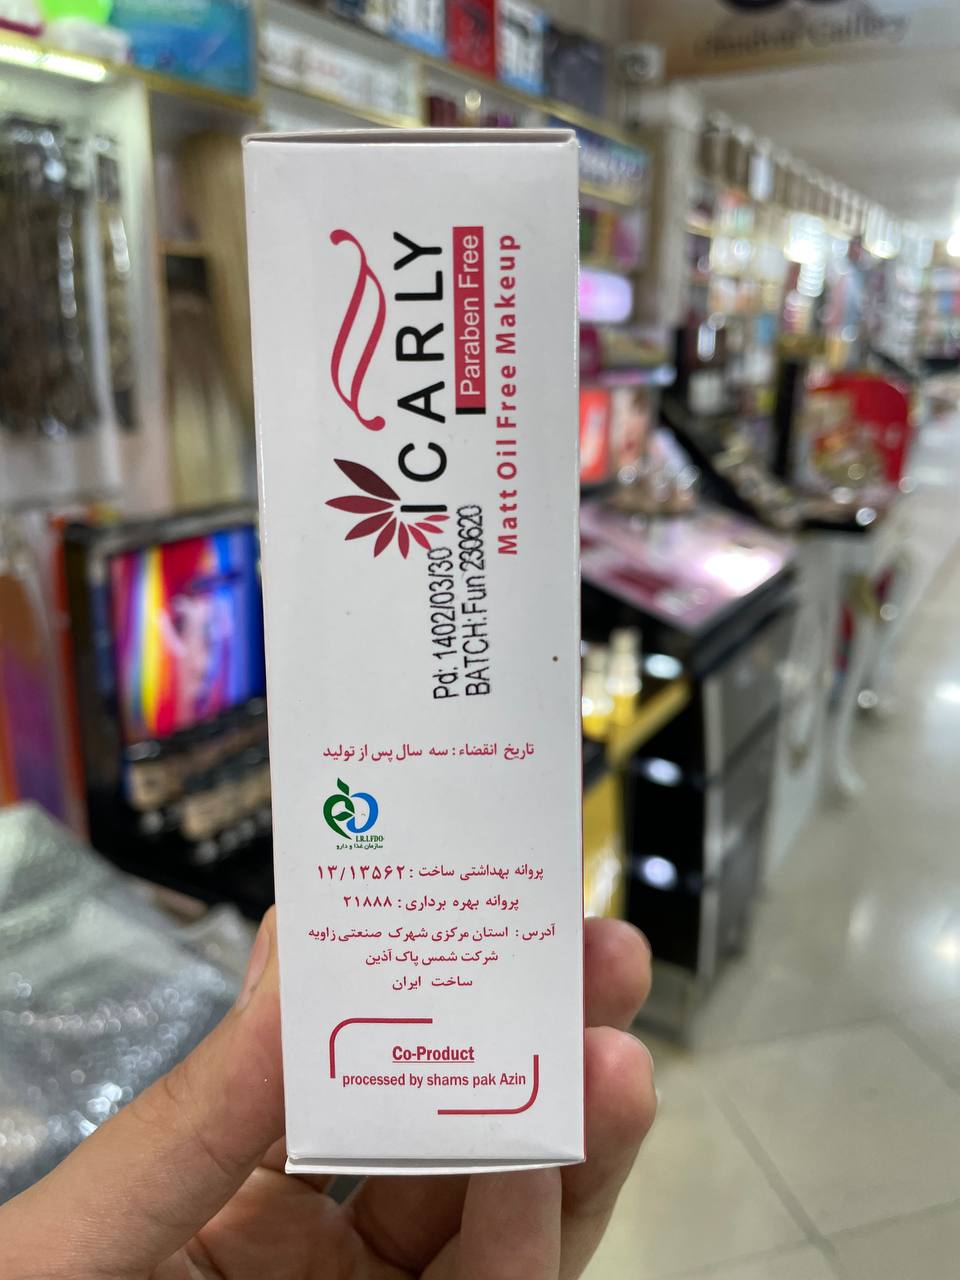 ICARLY
Paraben Free
Matt Oil Free Makeup
Pd: 1402/03/30
BATCH:Fun 230620
تاریخ انقضاء : سه سال پس از تولید
I.R.I.FDO
سازمان غذا و دارو
پروانه بهداشتی ساخت : ۱۳/۱۳۵۶۲
پروانه بهره برداری : ۲۱۸۸۸
آدرس : استان مرکزی شهرک صنعتی زاویه
شرکت شمس پاک آذین
ساخت ایران
Co-Product
processed by shams pak Azin